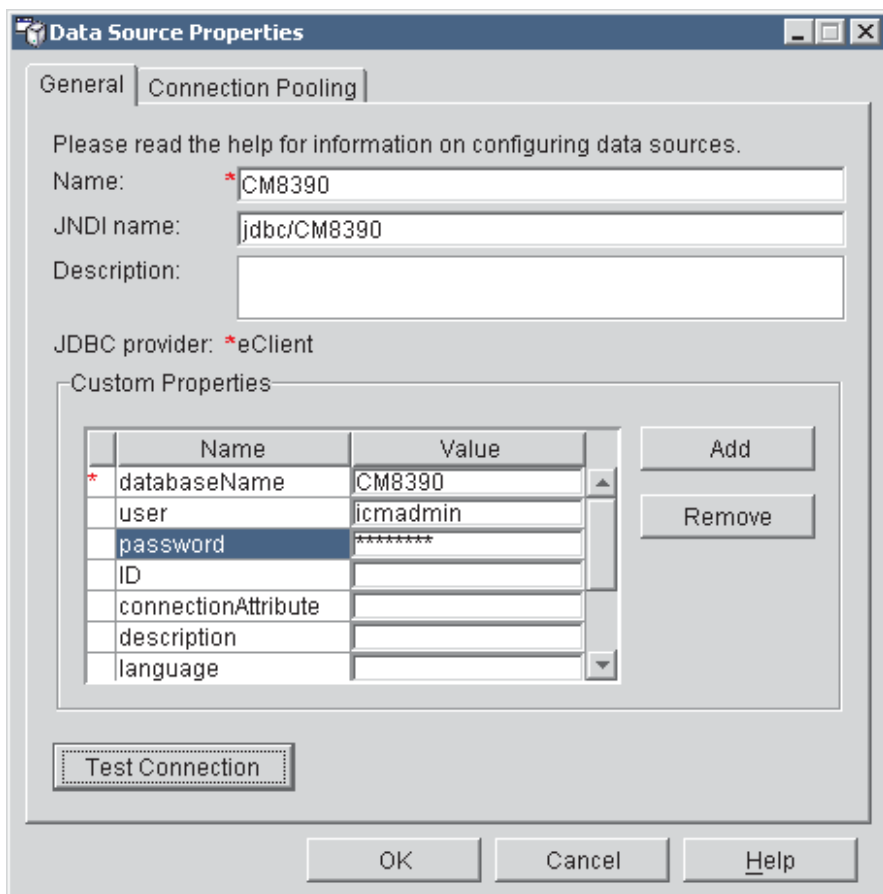 Data Source Properties
General Connection Pooling
Please read the help for information on configuring data sources.
Name: *CM8390
JNDI name: jdbc/CM8390
Description:
JDBC provider: *eClient
Custom Properties
Name Value
* databaseName CM8390
user icmadmin
password ********
ID
connectionAttribute
description
language
Add
Remove
Test Connection
OK Cancel Help